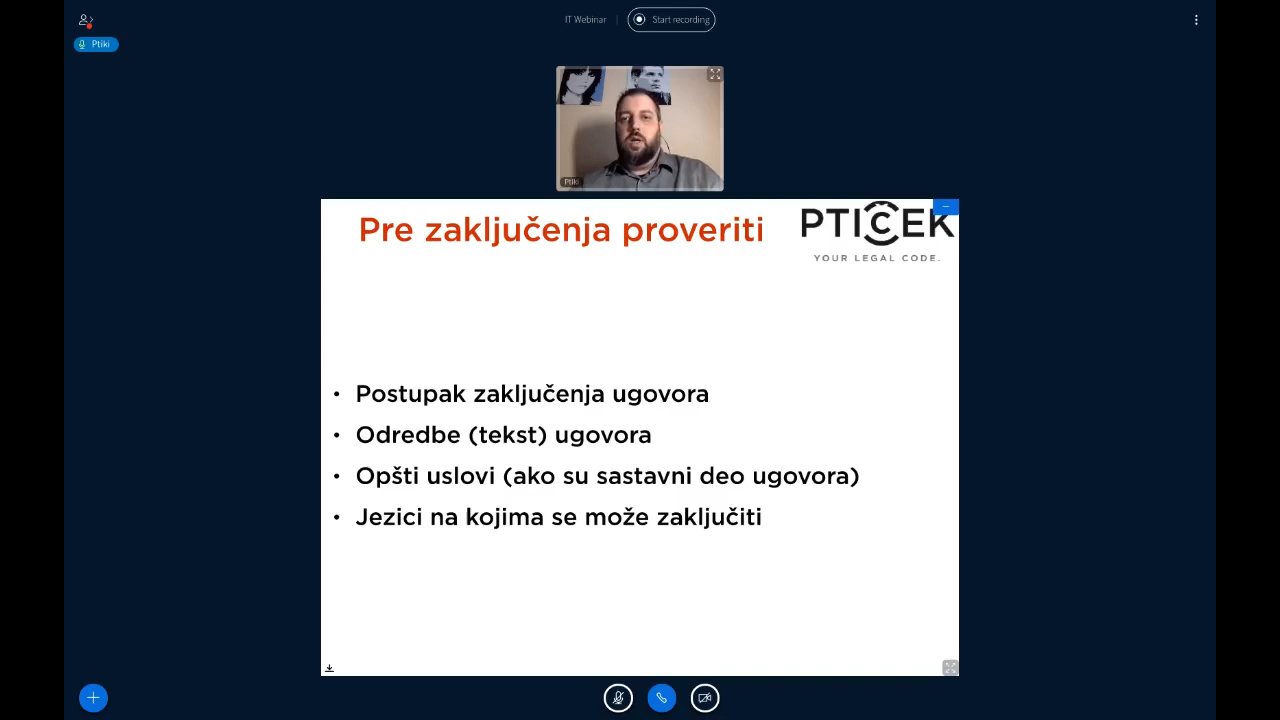 IT Webinar
Start recording
Ptiki
Ptiki
Pre zaključenja proveriti
PTIČEK
YOUR LEGAL CODE.
• Postupak zaključenja ugovora
• Odredbe (tekst) ugovora
• Opšti uslovi (ako su sastavni deo ugovora)
• Jezici na kojima se može zaključiti